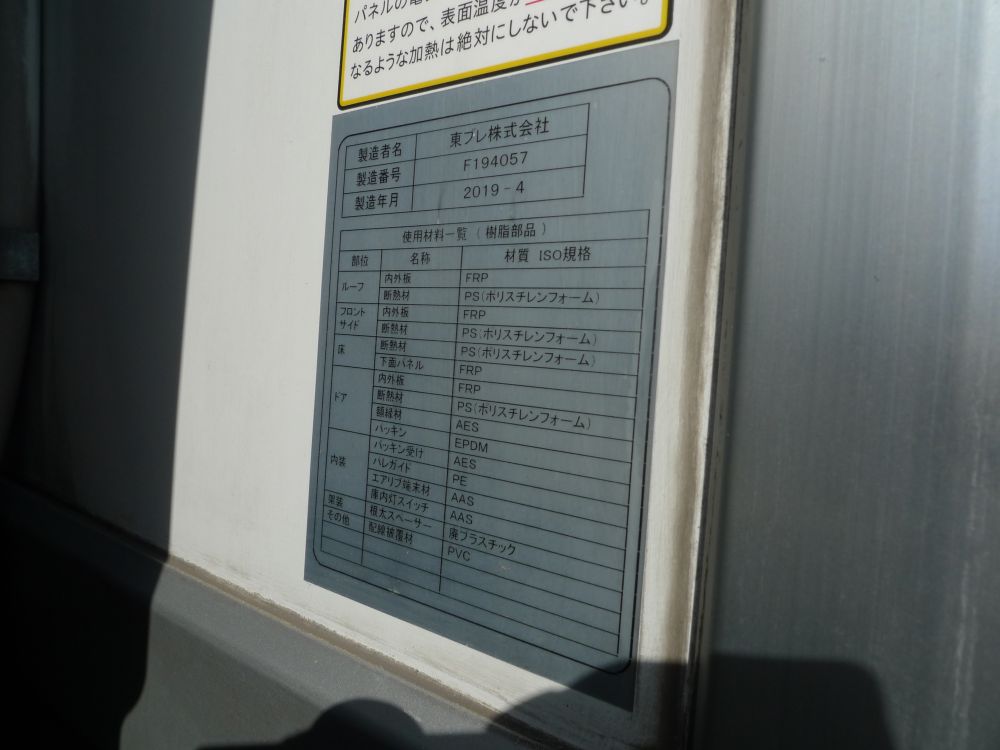 パネルの
ありますので、表面温度が
なるような加熱は絶対にしないで下さい。
製造者名 東プレ株式会社
製造番号 F194057
製造年月 2019-4
使用材料一覧 ( 樹脂部品 )
部位 名称 材質 ISO規格
ルーフ 内外板 FRP
断熱材 PS(ポリスチレンフォーム)
フロント サイド 内外板 FRP
断熱材 PS(ポリスチレンフォーム)
床 断熱材 PS(ポリスチレンフォーム)
下面パネル FRP
ドア 内外板 FRP
断熱材 PS(ポリスチレンフォーム)
額縁材 AES
パッキン EPDM
内装 パッキン受け AES
ハレガイド PE
エアリブ端末材 AAS
庫内灯スイッチ AAS
架装 根太スペーサー 廃プラスチック
その他 配線被覆材 PVC